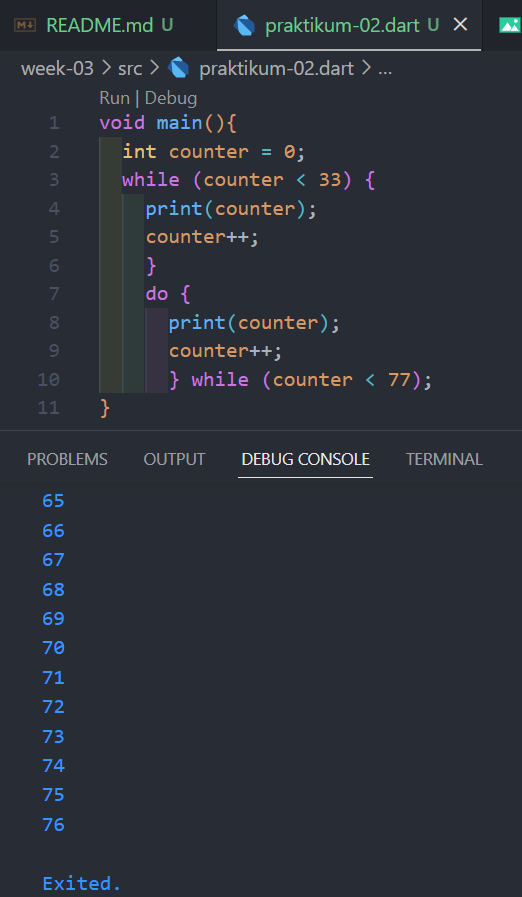 README.md U praktikum-02.dart U
week-03 > src > praktikum-02.dart > ...
Run | Debug
1 void main(){
2 int counter = 0;
3 while (counter < 33) {
4 print(counter);
5 counter++;
6 }
7 do {
8 print(counter);
9 counter++;
10 } while (counter < 77);
11 }
PROBLEMS OUTPUT DEBUG CONSOLE TERMINAL
65
66
67
68
69
70
71
72
73
74
75
76
Exited.